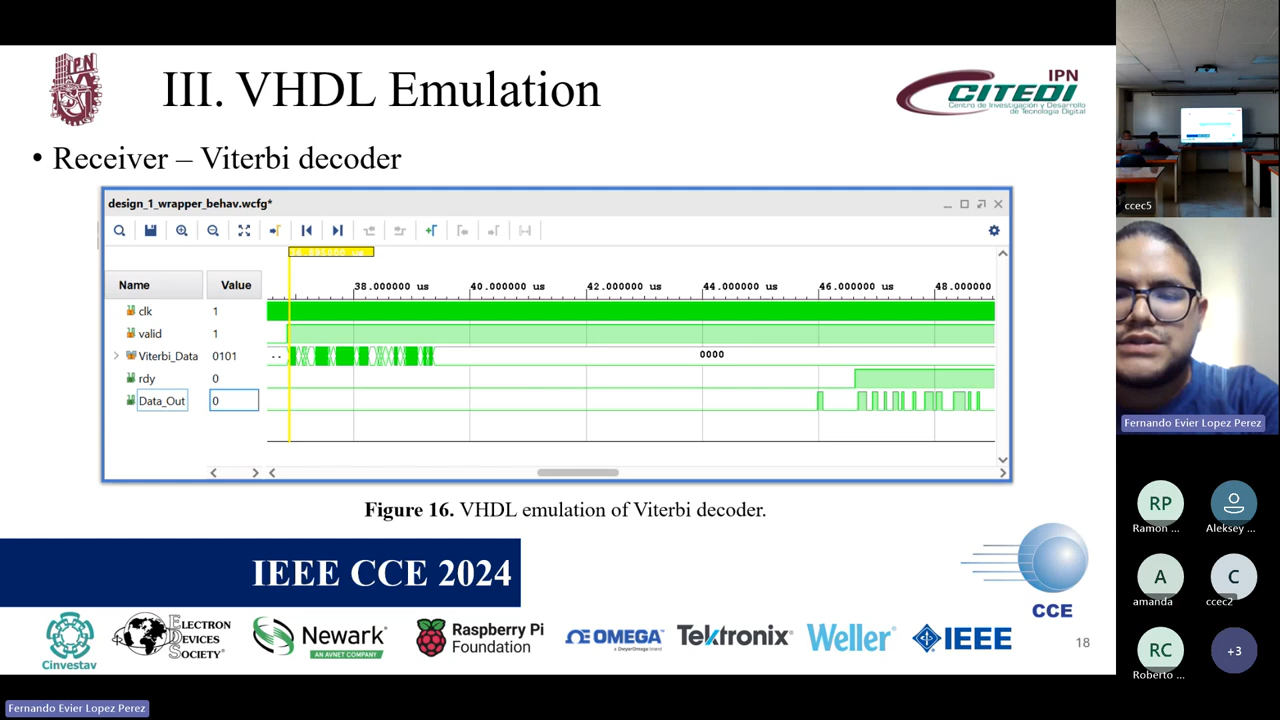 IPN
III. VHDL Emulation
IPN
CITEDI
Centro de Investigación y Desarrollo
de Tecnología Digital
• Receiver – Viterbi decoder
design_1_wrapper_behav.wcfg*
Name
Value
38.000000 us
40.000000 us
42.000000 us
44.000000 us
46.000000 us
48.000000
clk
1
valid
1
Viterbi_Data
0101
0000
rdy
0
Data_Out
0
Figure 16. VHDL emulation of Viterbi decoder.
IEEE CCE 2024
CCE
Cinvestav
ELECTRON
DEVICES
SOCIETY
Newark
AN AVNET COMPANY
Raspberry Pi
Foundation
OMEGA
Tektronix
Weller
IEEE
18
ccec5
Fernando Evier Lopez Perez
RP
Ramon ...
Aleksey ...
A
amanda
C
ccec2
RC
Roberto ...
+3
Fernando Evier Lopez Perez